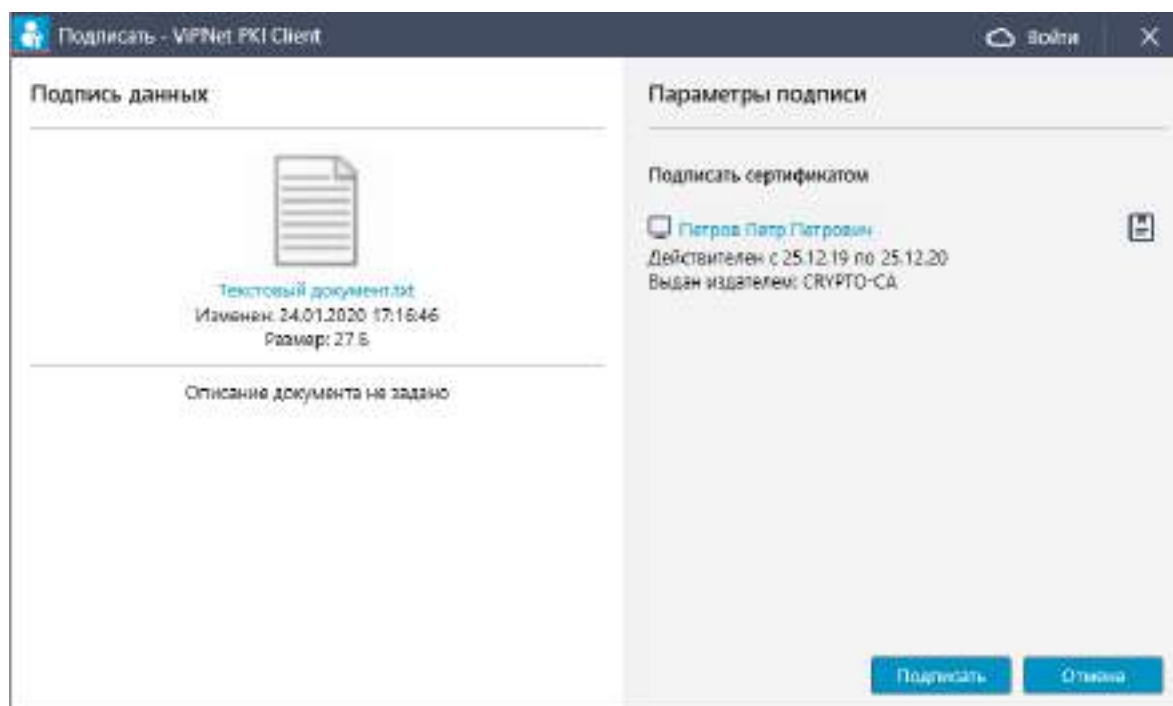 Подписать - ViPNet PKI Client
Войти
Подпись данных
Текстовый документ.txt
Изменен: 24.01.2020 17:16:46
Размер: 27 Б
Описание документа не задано
Параметры подписи
Подписать сертификатом
Петров Петр Петрович
Действителен с 25.12.19 по 25.12.20
Выдан издателем: CRYPTO-CA
Подписать
Отмена